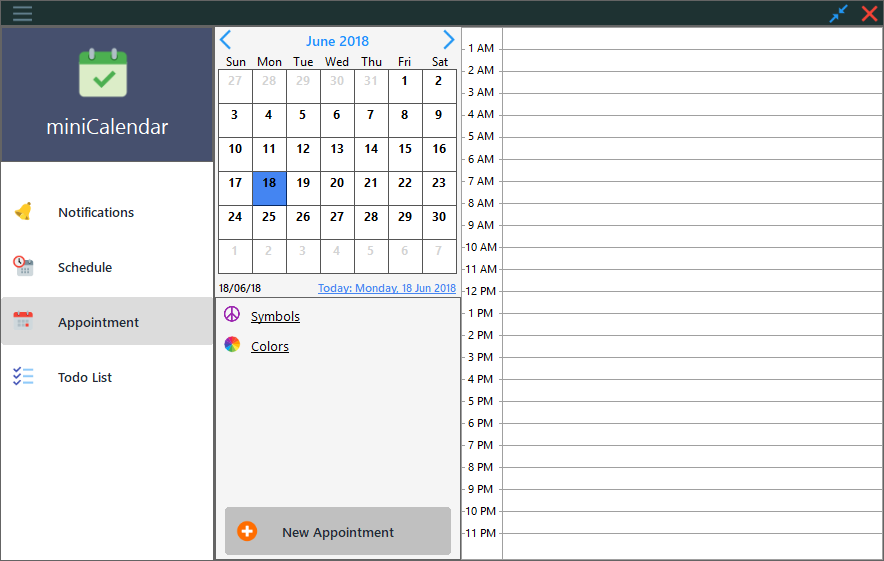 miniCalendar
Notifications
Schedule
Appointment
Todo List
June 2018
Sun Mon Tue Wed Thu Fri Sat
27 28 29 30 31 1 2
3 4 5 6 7 8 9
10 11 12 13 14 15 16
17 18 19 20 21 22 23
24 25 26 27 28 29 30
1 2 3 4 5 6 7
18/06/18 Today: Monday, 18 Jun 2018
Symbols
Colors
New Appointment
1 AM
2 AM
3 AM
4 AM
5 AM
6 AM
7 AM
8 AM
9 AM
10 AM
11 AM
12 PM
1 PM
2 PM
3 PM
4 PM
5 PM
6 PM
7 PM
8 PM
9 PM
10 PM
11 PM